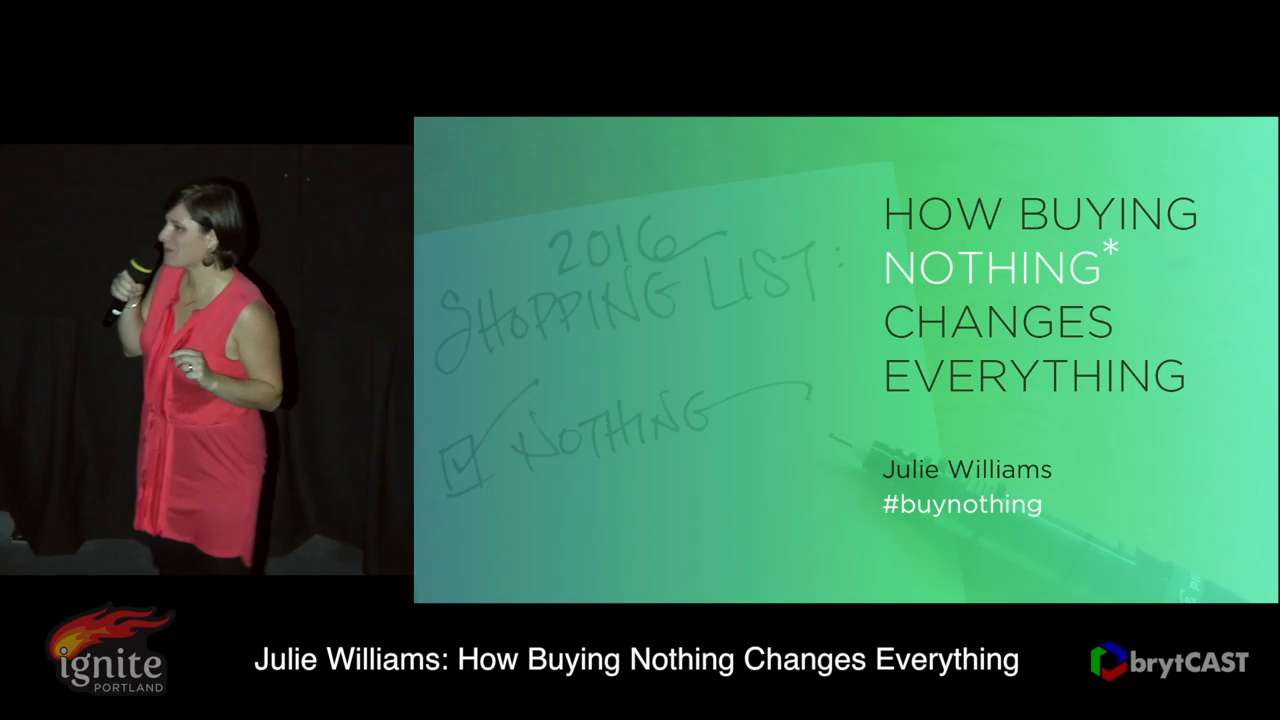 2016
SHOPPING LIST:
NOTHING
HOW BUYING
NOTHING*
CHANGES
EVERYTHING
Julie Williams
#buynothing
ignite
PORTLAND
Julie Williams: How Buying Nothing Changes Everything
brytCAST